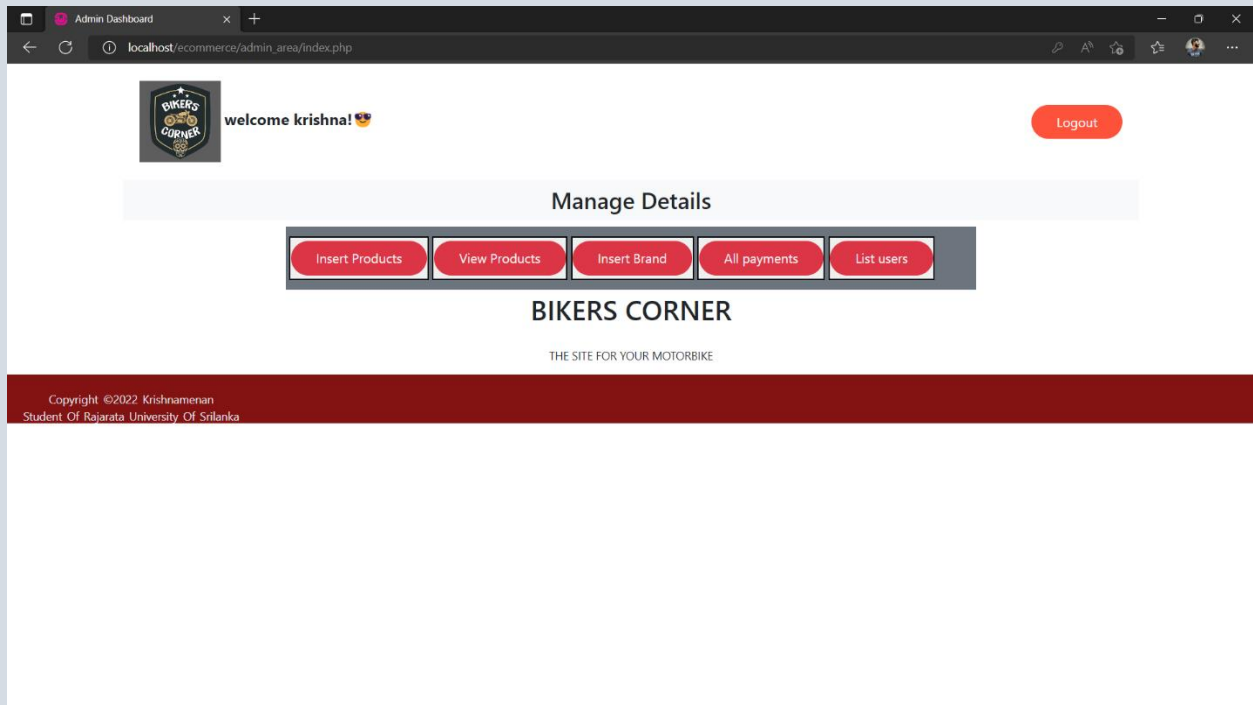 Admin Dashboard
localhost/ecommerce/admin_area/index.php
BIKERS
CORNER
welcome krishna!😎
Logout
Manage Details
Insert Products View Products Insert Brand All payments List users
BIKERS CORNER
THE SITE FOR YOUR MOTORBIKE
Copyright ©2022 Krishnamenan
Student Of Rajarata University Of Srilanka